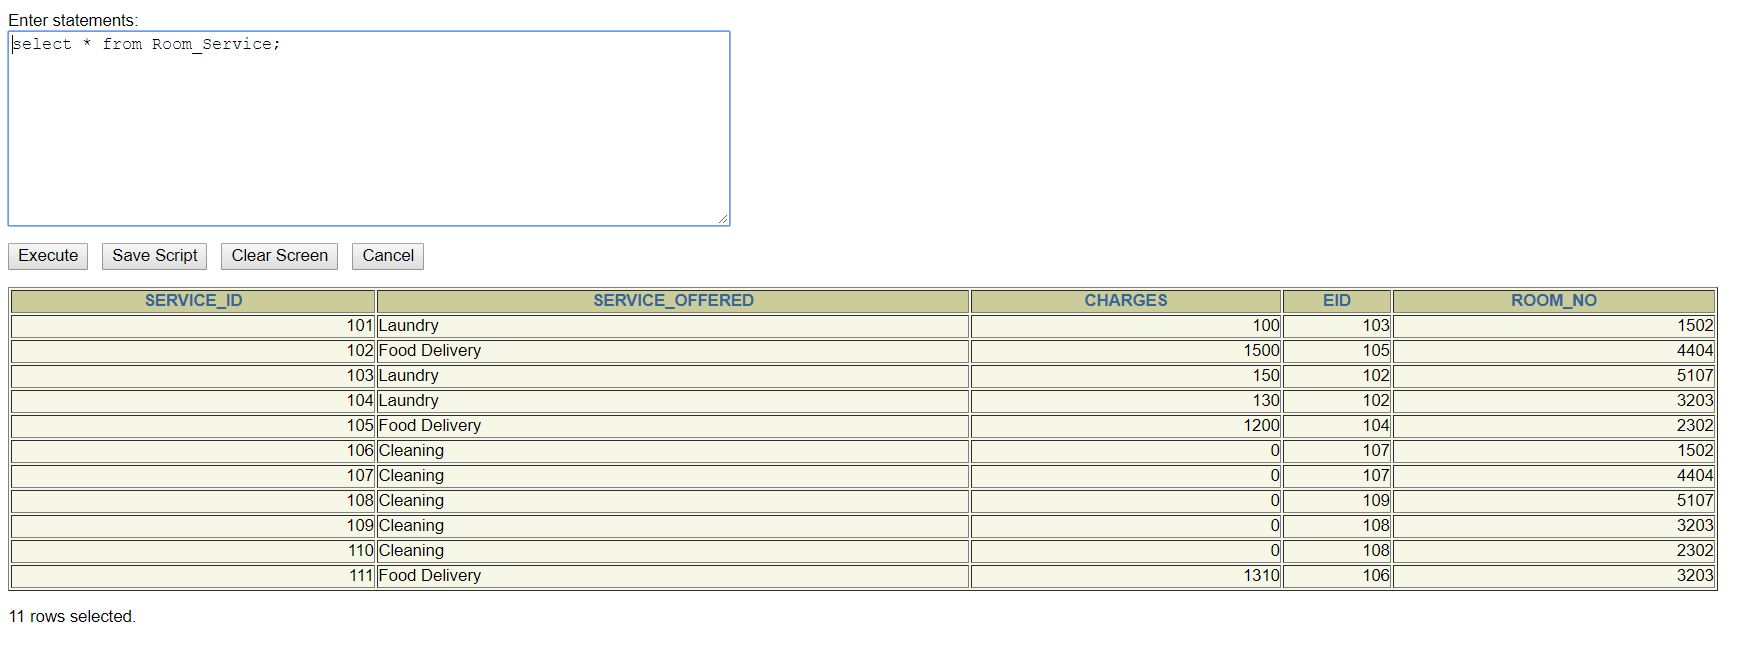 Enter statements:
select * from Room_Service;
Execute Save Script Clear Screen Cancel
SERVICE_ID SERVICE_OFFERED CHARGES EID ROOM_NO
101 Laundry 100 103 1502
102 Food Delivery 1500 105 4404
103 Laundry 150 102 5107
104 Laundry 130 102 3203
105 Food Delivery 1200 104 2302
106 Cleaning 0 107 1502
107 Cleaning 0 107 4404
108 Cleaning 0 109 5107
109 Cleaning 0 108 3203
110 Cleaning 0 108 2302
111 Food Delivery 1310 106 3203
11 rows selected.